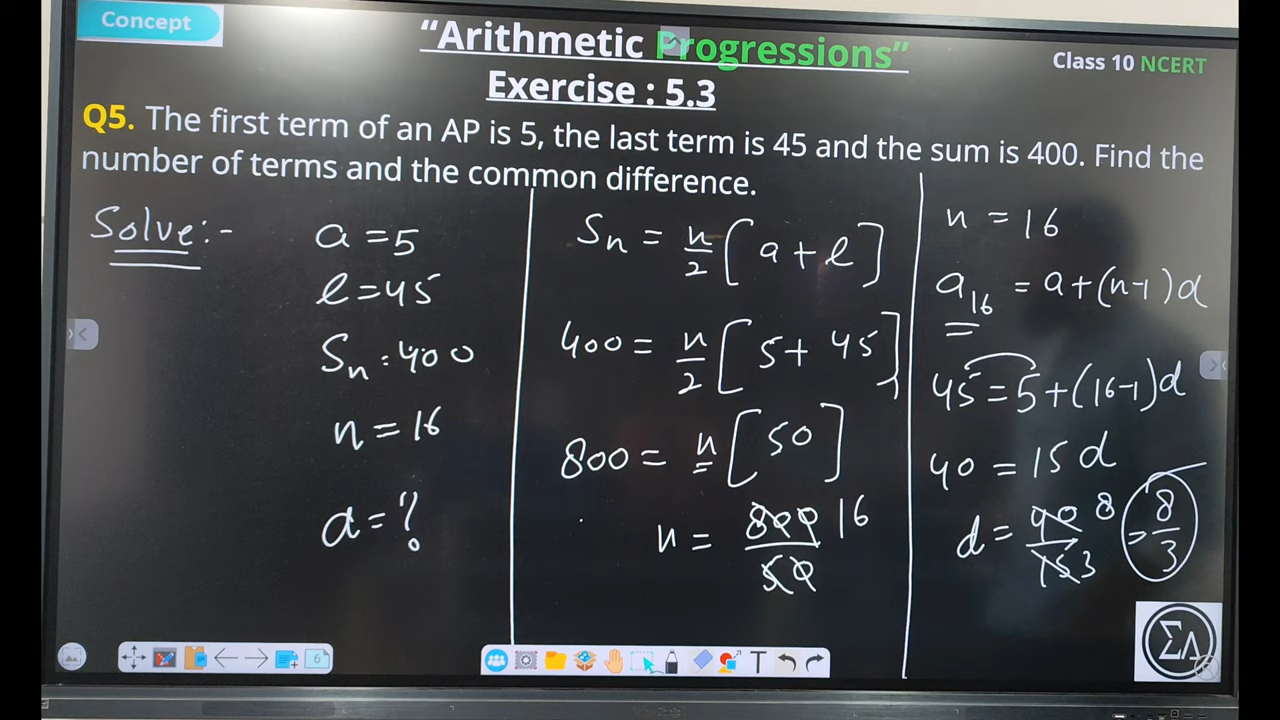 Concept
“Arithmetic Progressions”
Class 10 NCERT
Exercise : 5.3
Q5. The first term of an AP is 5, the last term is 45 and the sum is 400. Find the
number of terms and the common difference.
Solve:-
a = 5
l = 45
Sn = 400
n = 16
d = ?
Sn = n/2 [a + l]
400 = n/2 [5 + 45]
800 = n [50]
n = 800/50 16
n = 16
a16 = a + (n-1)d
45 = 5 + (16-1)d
40 = 15d
d = 40/15 8/3 = 8/3
6
T
ΣΛ